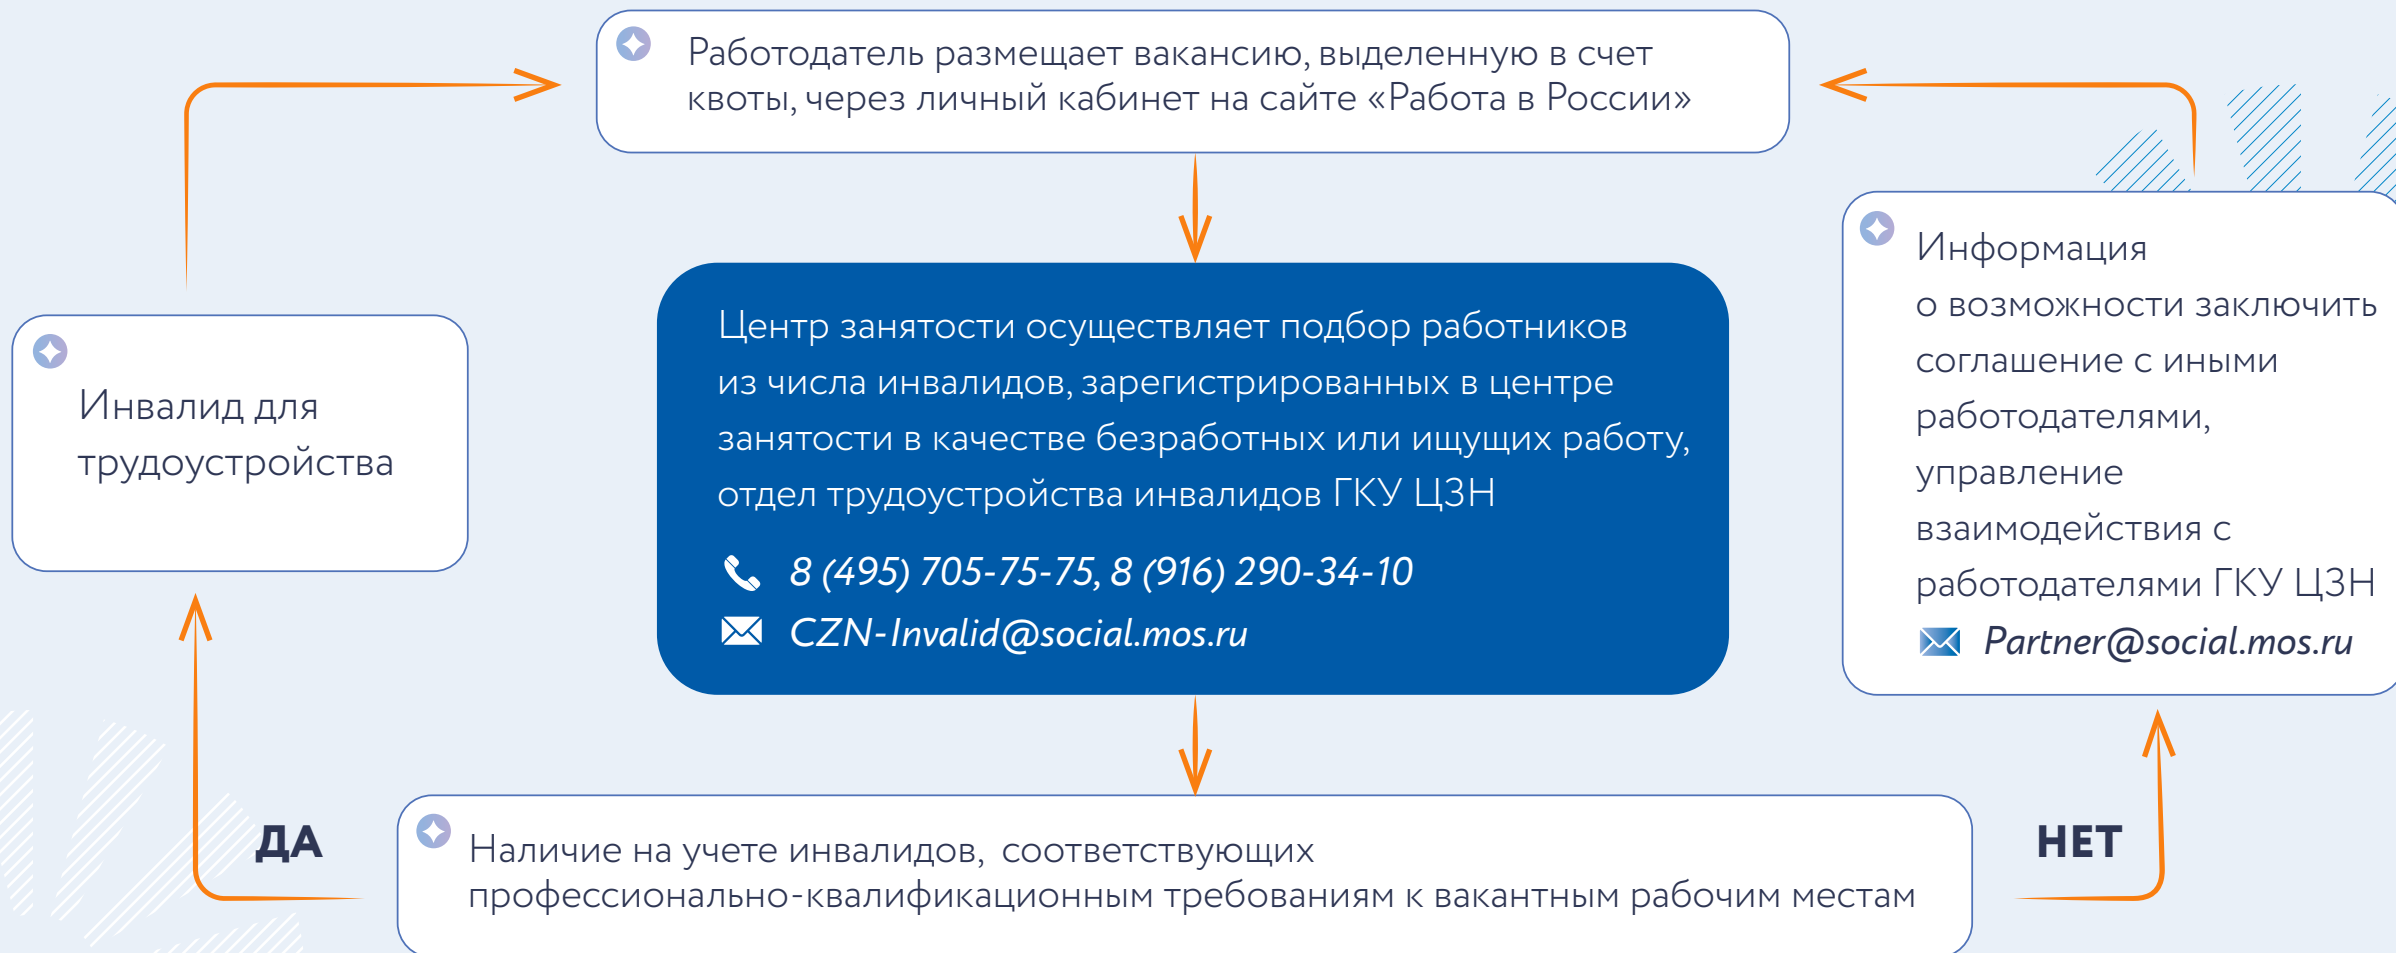 Работодатель размещает вакансию, выделенную в счет
квоты, через личный кабинет на сайте «Работа в России»
Инвалид для
трудоустройства
Центр занятости осуществляет подбор работников
из числа инвалидов, зарегистрированных в центре
занятости в качестве безработных или ищущих работу,
отдел трудоустройства инвалидов ГКУ ЦЗН
8 (495) 705-75-75, 8 (916) 290-34-10
CZN-Invalid@social.mos.ru
Информация
о возможности заключить
соглашение с иными
работодателями,
управление
взаимодействия с
работодателями ГКУ ЦЗН
Partner@social.mos.ru
ДА
Наличие на учете инвалидов, соответствующих
профессионально-квалификационным требованиям к вакантным рабочим местам
НЕТ